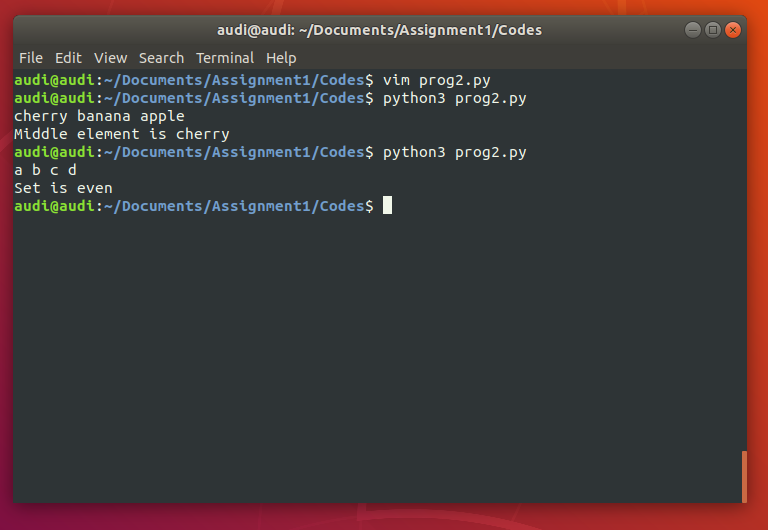 audi@audi: ~/Documents/Assignment1/Codes
File Edit View Search Terminal Help
audi@audi:~/Documents/Assignment1/Codes$ vim prog2.py
audi@audi:~/Documents/Assignment1/Codes$ python3 prog2.py
cherry banana apple
Middle element is cherry
audi@audi:~/Documents/Assignment1/Codes$ python3 prog2.py
a b c d
Set is even
audi@audi:~/Documents/Assignment1/Codes$